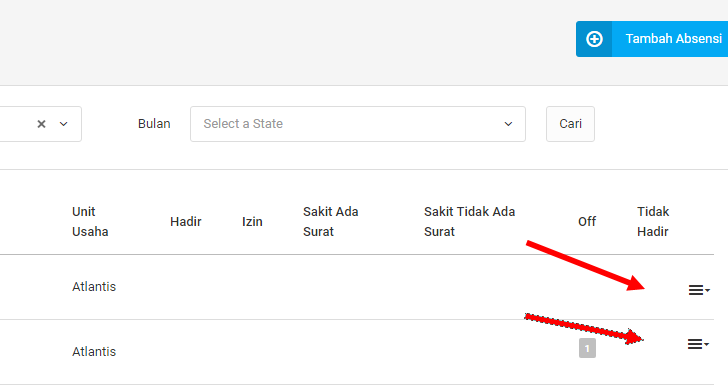 Tambah Absensi
Bulan
Select a State
Cari
Unit Usaha
Hadir
Izin
Sakit Ada Surat
Sakit Tidak Ada Surat
Off
Tidak Hadir
Atlantis
Atlantis
1